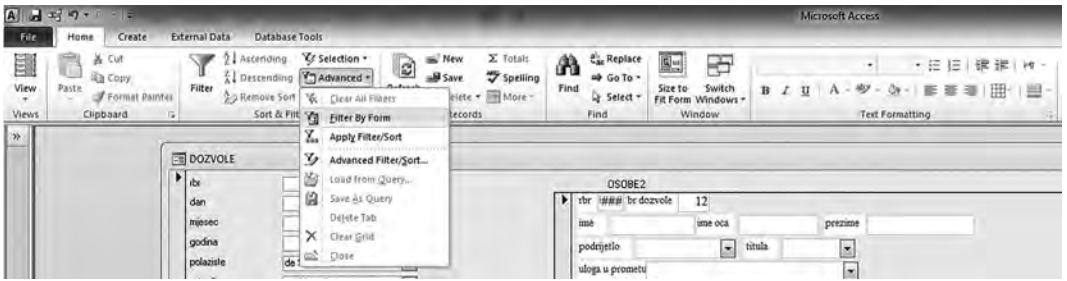 Microsoft Access
File Home Create External Data Database Tools
Cut
Copy
Format Painter
View
Paste
Views
Clipboard
Filter
Ascending
Descending
Remove Sort
Selection
Advanced
Sort &
Clear All Filters
Filter By Form
Apply Filter/Sort
Advanced Filter/Sort...
Load from Query...
Save As Query
Delete Tab
Clear Grid
Close
New
Save
Totals
Spelling
More
Find
Replace
Go To
Select
Find
Size to Fit Form
Switch Windows
Window
B I U A
Text Formatting
DOZVOLE
rbr
dan
mjesec
godina
polaziste
de
OSOBE2
rbr ### br dozvole 12
ime ime oca prezime
podrijetlo titula
uloga u prometu